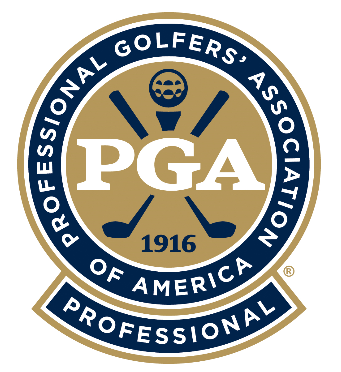 PROFESSIONAL GOLFERS' ASSOCIATION
OF AMERICA
PGA
1916
PROFESSIONAL
®